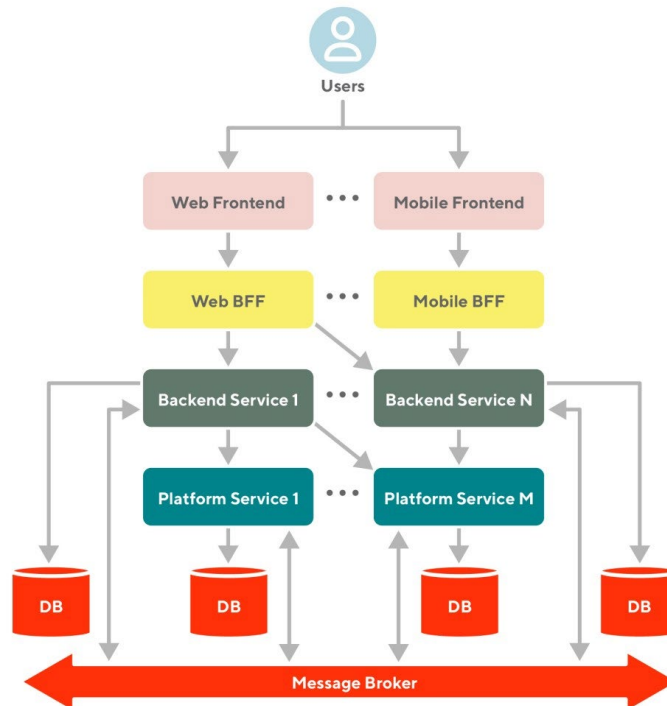 Users
Web Frontend
Mobile Frontend
Web BFF
Mobile BFF
Backend Service 1
Backend Service N
Platform Service 1
Platform Service M
DB
DB
DB
DB
Message Broker